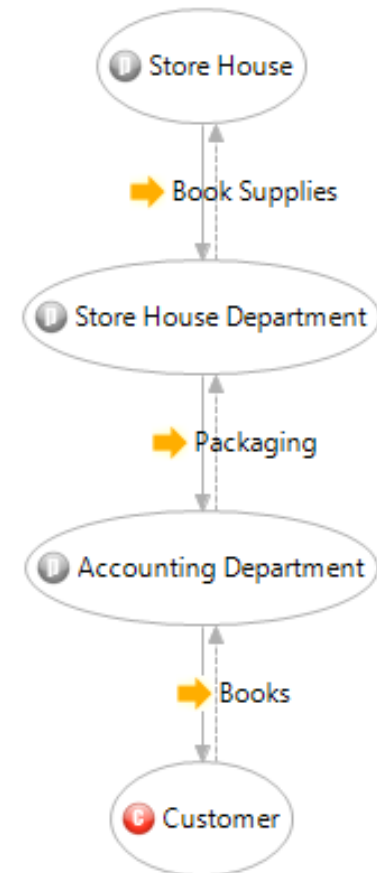 p Store House
Book Supplies
p Store House Department
Packaging
p Accounting Department
Books
C Customer